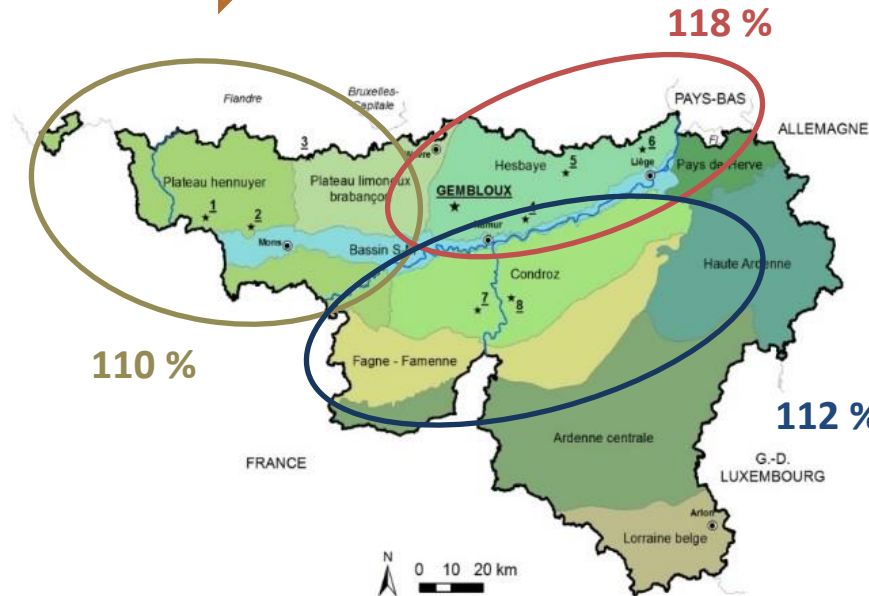 118 %
Flandre
Bruxelles-
Capitale
PAYS-BAS
ALLEMAGNE
3
6
5
Hesbaye
Liège
Pays de Herve
Plateau hennuyer
Plateau limoneux
brabançon
GEMBLOUX
1
2
4
Namur
Mons
Bassin S
Haute Ardenne
Condroz
7
8
110 %
Fagne - Famenne
112 %
Ardenne centrale
FRANCE
G.-D.
LUXEMBOURG
Arlon
Lorraine belge
N
0 10 20 km